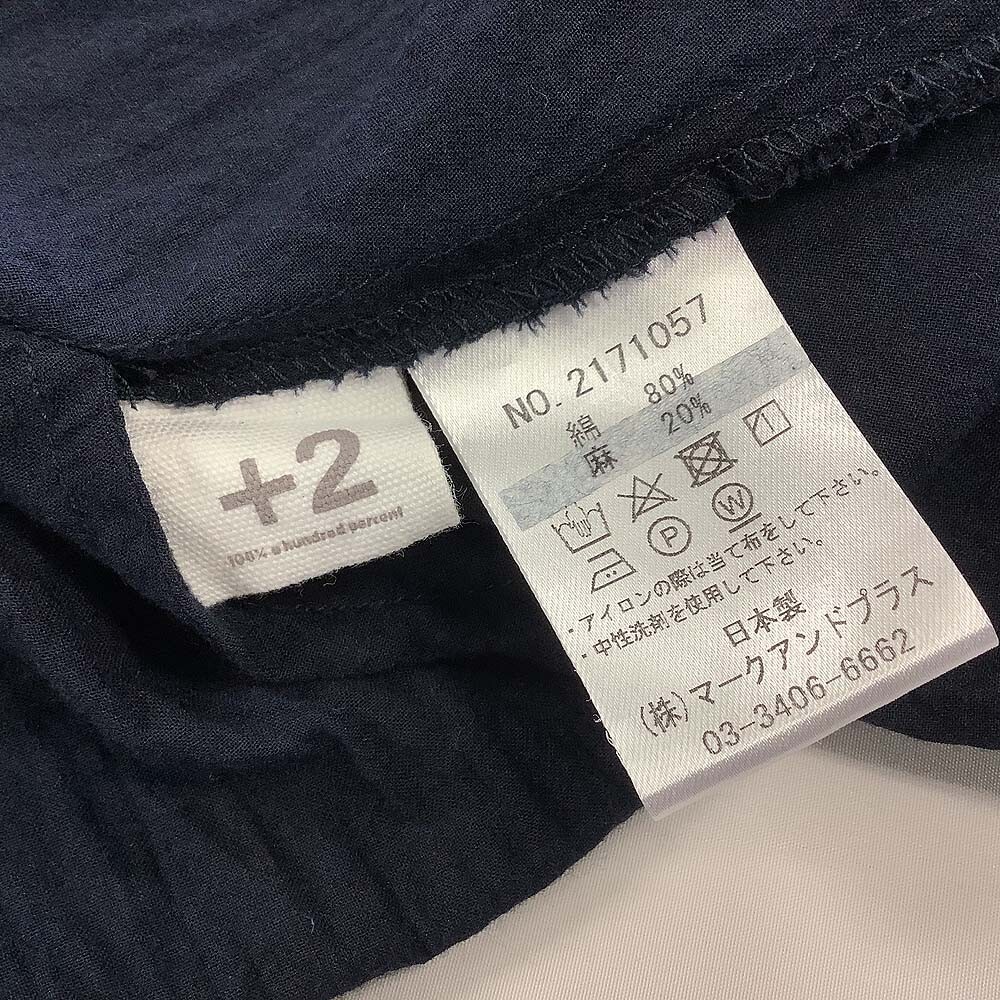 +2
100% a hundred percent
NO. 2171057
綿 80%
麻 20%
P W
・アイロンの際は当て布をして下さい。
・中性洗剤を使用して下さい。
日本製
(株)マークアンドプラス
03-3406-6662